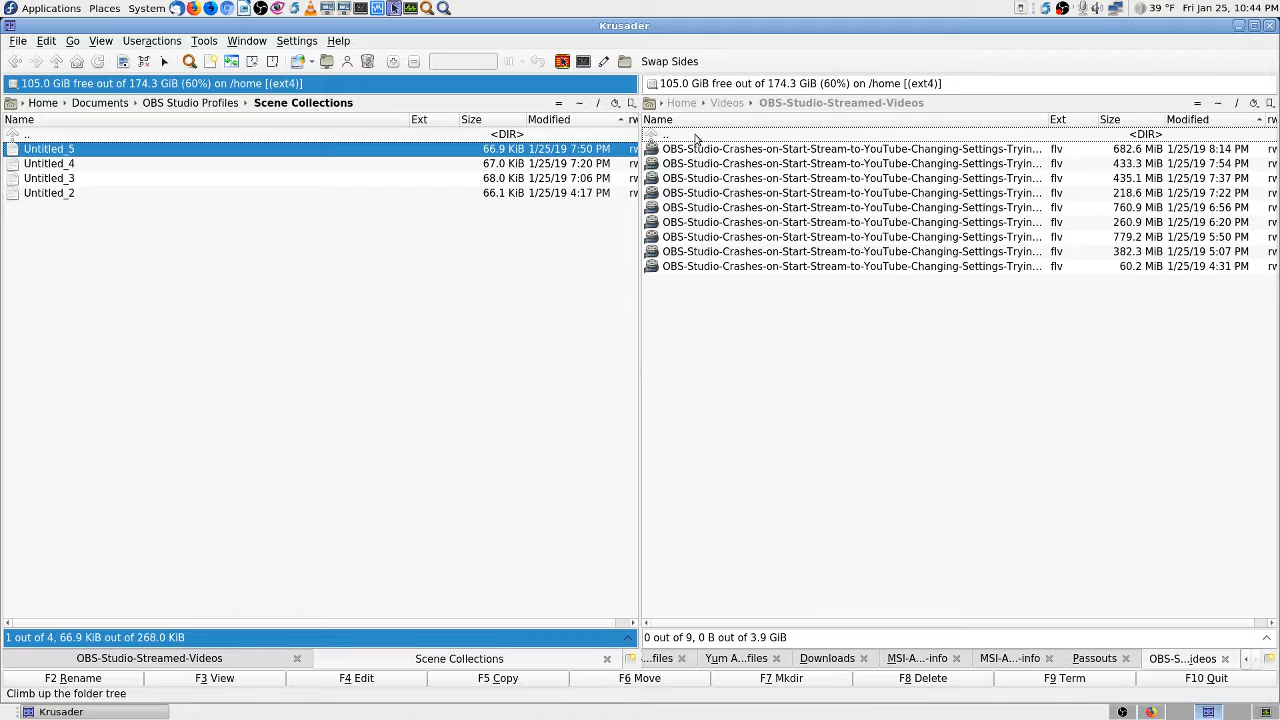 Applications Places System 39 °F Fri Jan 25, 10:44 PM
Krusader
File Edit Go View Useractions Tools Window Settings Help
Swap Sides
105.0 GiB free out of 174.3 GiB (60%) on /home [(ext4)]
Home Documents OBS Studio Profiles Scene Collections = ~ /
Name Ext Size Modified rw
.. <DIR>
Untitled_5 66.9 KiB 1/25/19 7:50 PM rw
Untitled_4 67.0 KiB 1/25/19 7:20 PM rw
Untitled_3 68.0 KiB 1/25/19 7:06 PM rw
Untitled_2 66.1 KiB 1/25/19 4:17 PM rw
1 out of 4, 66.9 KiB out of 268.0 KiB
OBS-Studio-Streamed-Videos Scene Collections
105.0 GiB free out of 174.3 GiB (60%) on /home [(ext4)]
Home Videos OBS-Studio-Streamed-Videos = ~ /
Name Ext Size Modified rw
.. <DIR>
OBS-Studio-Crashes-on-Start-Stream-to-YouTube-Changing-Settings-Tryin... flv 682.6 MiB 1/25/19 8:14 PM rw
OBS-Studio-Crashes-on-Start-Stream-to-YouTube-Changing-Settings-Tryin... flv 433.3 MiB 1/25/19 7:54 PM rw
OBS-Studio-Crashes-on-Start-Stream-to-YouTube-Changing-Settings-Tryin... flv 435.1 MiB 1/25/19 7:37 PM rw
OBS-Studio-Crashes-on-Start-Stream-to-YouTube-Changing-Settings-Tryin... flv 218.6 MiB 1/25/19 7:22 PM rw
OBS-Studio-Crashes-on-Start-Stream-to-YouTube-Changing-Settings-Tryin... flv 760.9 MiB 1/25/19 6:56 PM rw
OBS-Studio-Crashes-on-Start-Stream-to-YouTube-Changing-Settings-Tryin... flv 260.9 MiB 1/25/19 6:20 PM rw
OBS-Studio-Crashes-on-Start-Stream-to-YouTube-Changing-Settings-Tryin... flv 779.2 MiB 1/25/19 5:50 PM rw
OBS-Studio-Crashes-on-Start-Stream-to-YouTube-Changing-Settings-Tryin... flv 382.3 MiB 1/25/19 5:07 PM rw
OBS-Studio-Crashes-on-Start-Stream-to-YouTube-Changing-Settings-Tryin... flv 60.2 MiB 1/25/19 4:31 PM rw
0 out of 9, 0 B out of 3.9 GiB
...files Yum A...files Downloads MSI-A...-info MSI-A...-info Passouts OBS-S...ideos
F2 Rename F3 View F4 Edit F5 Copy F6 Move F7 Mkdir F8 Delete F9 Term F10 Quit
Climb up the folder tree
Krusader